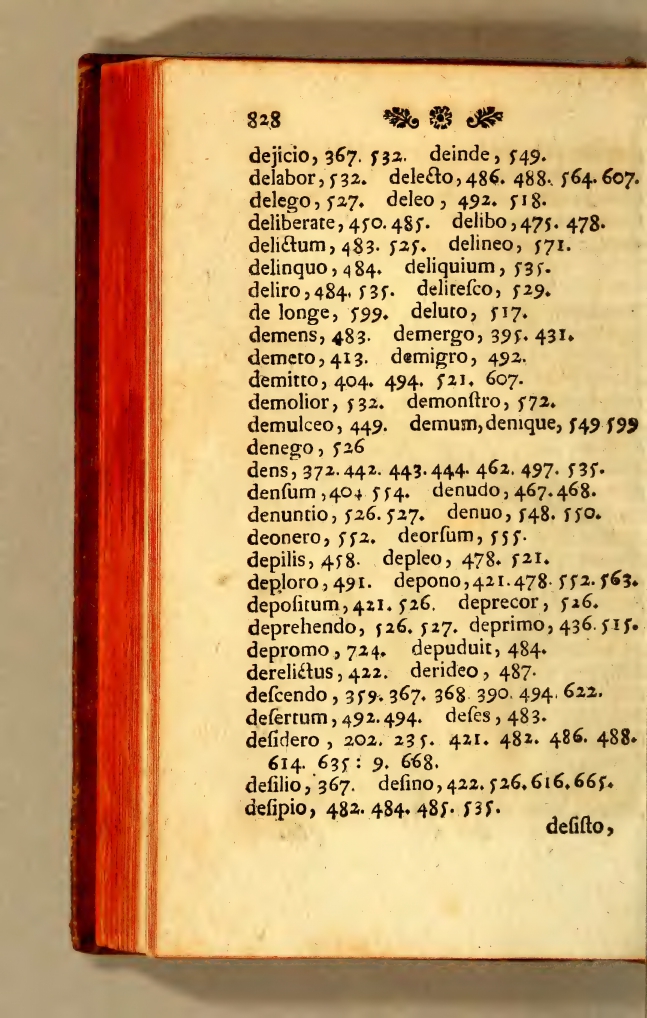 828
dejicio, 367. 532. deinde, 549.
delabor, 532. delecto, 486. 488. 564. 607.
delego, 527. deleo, 492. 518.
deliberate, 450. 485. delibo, 475. 478.
delictum, 483. 525. delineo, 571.
delinquo, 484. deliquium, 535.
deliro, 484. 535. delitesco, 529.
de longe, 599. deluto, 517.
demens, 483. demergo, 395. 431.
demeto, 413. demigro, 492.
demitto, 404. 494. 521. 607.
demolior, 532. demonſtro, 572.
demulceo, 449. demum, denique, 549 599
denego, 526
dens, 372. 442. 443. 444. 462. 497. 535.
denſum, 404 554. denudo, 467. 468.
denuntio, 526. 527. denuo, 548. 550.
deonero, 552. deorſum, 555.
depilis, 458. depleo, 478. 521.
deploro, 491. depono, 421. 478. 552. 563.
depoſitum, 421. 526. deprecor, 526.
deprehendo, 526. 527. deprimo, 436. 515.
depromo, 724. depuduit, 484.
derelictus, 422. derideo, 487.
deſcendo, 359. 367. 368. 390. 494. 622.
deſertum, 492. 494. deſes, 483.
deſidero, 202. 235. 421. 482. 486. 488.
614. 635: 9. 668.
deſilio, 367. deſino, 422. 526. 616. 665.
deſipio, 482. 484. 485. 535.
deſiſto,